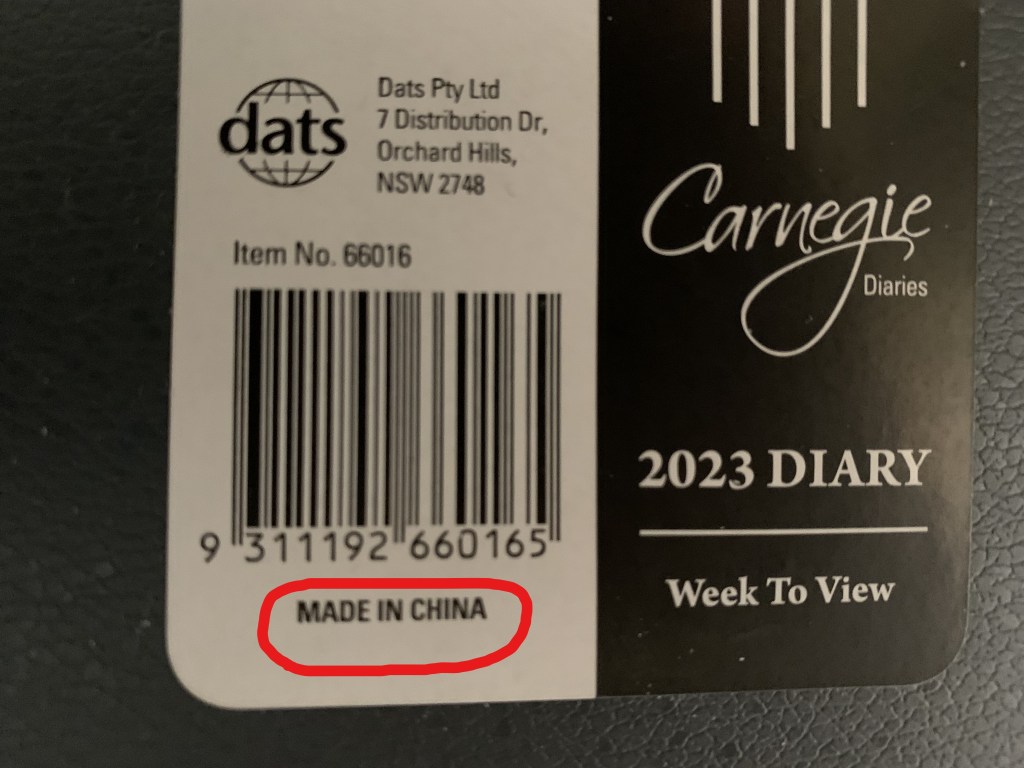 dats
Dats Pty Ltd
7 Distribution Dr,
Orchard Hills,
NSW 2748
Item No. 66016
9 311192 660165
MADE IN CHINA
Carnegie
Diaries
2023 DIARY
Week To View